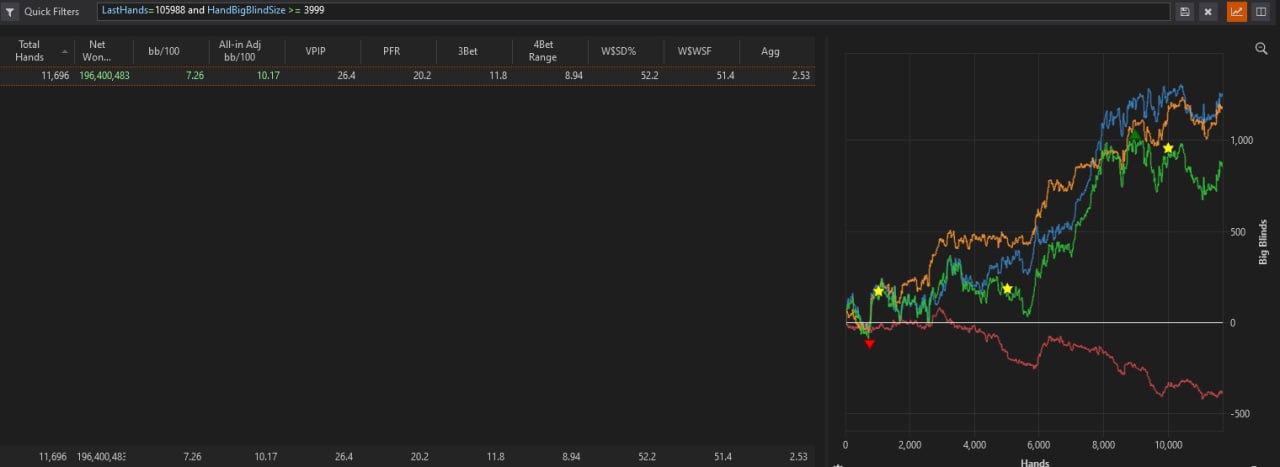 Quick Filters LastHands=105988 and HandBigBlindSize >= 3999
Total Hands Net Won... bb/100 All-in Adj bb/100 VPIP PFR 3Bet 4Bet Range W$SD% W$WSF Agg
11,696 196,400,483 7.26 10.17 26.4 20.2 11.8 8.94 52.2 51.4 2.53
1,000
500
0
-500
Big Blinds
0 2,000 4,000 6,000 8,000 10,000
Hands
11,696 196,400,483 7.26 10.17 26.4 20.2 11.8 8.94 52.2 51.4 2.53